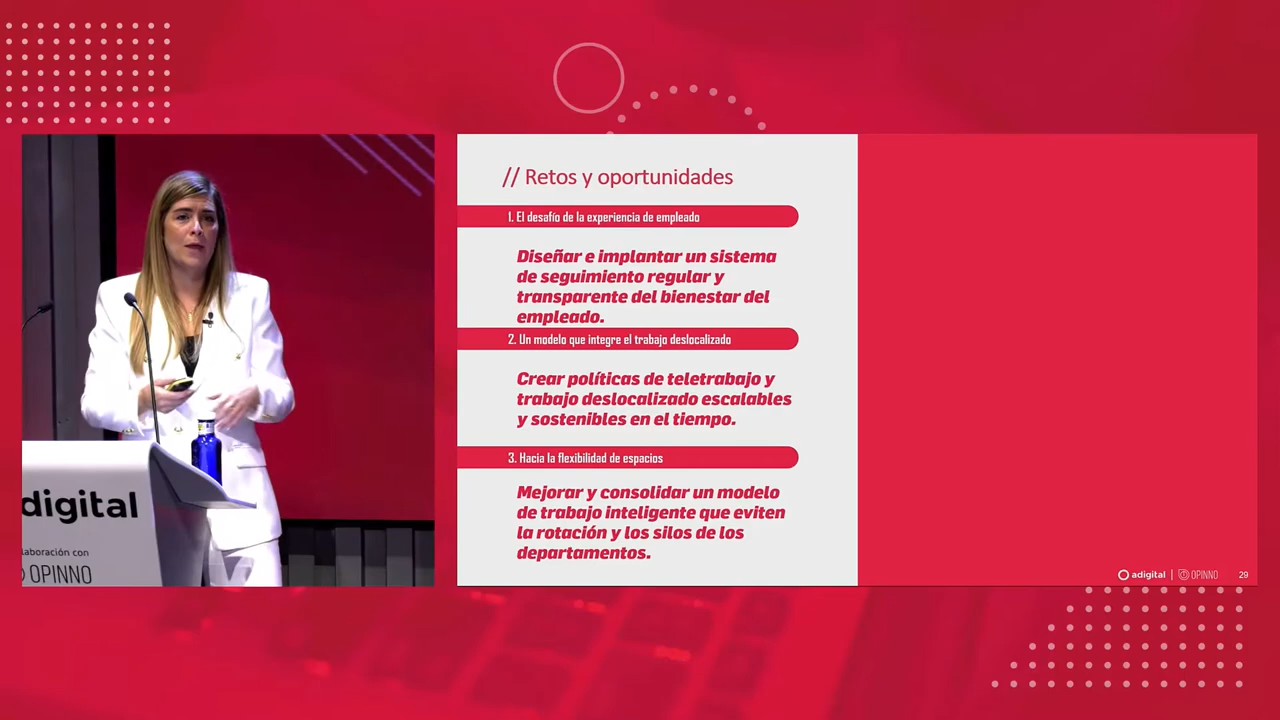 // Retos y oportunidades
1. El desafío de la experiencia de empleado
Diseñar e implantar un sistema
de seguimiento regular y
transparente del bienestar del
empleado.
2. Un modelo que integre el trabajo deslocalizado
Crear políticas de teletrabajo y
trabajo deslocalizado escalables
y sostenibles en el tiempo.
3. Hacia la flexibilidad de espacios
Mejorar y consolidar un modelo
de trabajo inteligente que eviten
la rotación y los silos de los
departamentos.
adigital | OPINNO 29
digital
laboración con
OPINNO